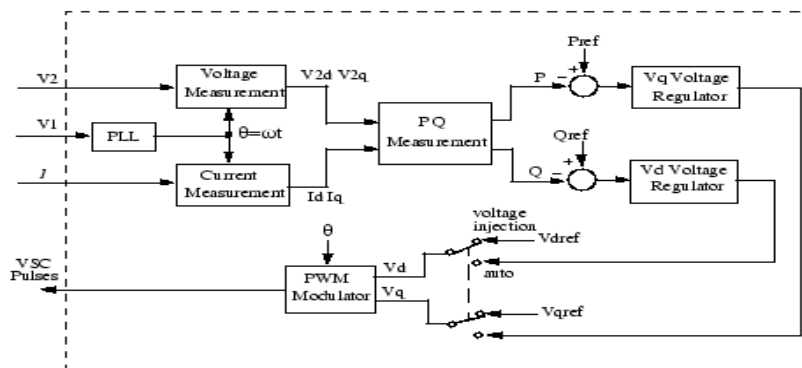 V2
Voltage
Measurement
V2d V2q
V1
PLL
θ=ωt
I
Current
Measurement
Id Iq
PQ
Measurement
P
Pref
−
+
Vq Voltage
Regulator
Q
Qref
−
+
Vd Voltage
Regulator
voltage
injection
Vdref
auto
Vqref
θ
Vd
Vq
PWM
Modulator
VSC
Pulses